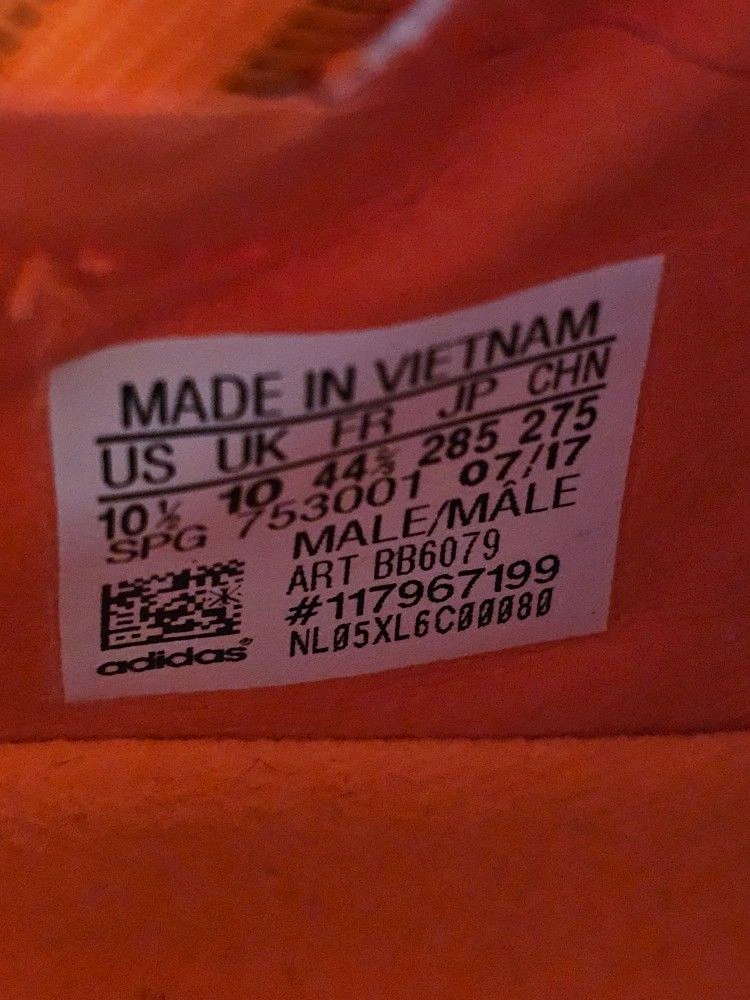 MADE IN VIETNAM
US UK FR JP CHN
10½ 10 44⅔ 285 275
SPG 753001 07/17
MALE/MÂLE
ART BB6079
#117967199
NL05XL6C00080
adidas®